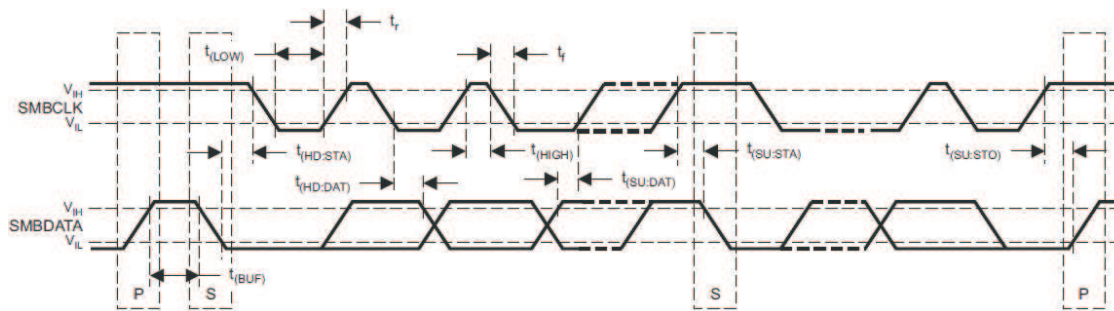 tr
t(LOW)
tf
VIH
SMBCLK
VIL
t(HD:STA)
t(HIGH)
t(SU:STA)
t(SU:STO)
t(HD:DAT)
t(SU:DAT)
VIH
SMBDATA
VIL
t(BUF)
P
S
S
P